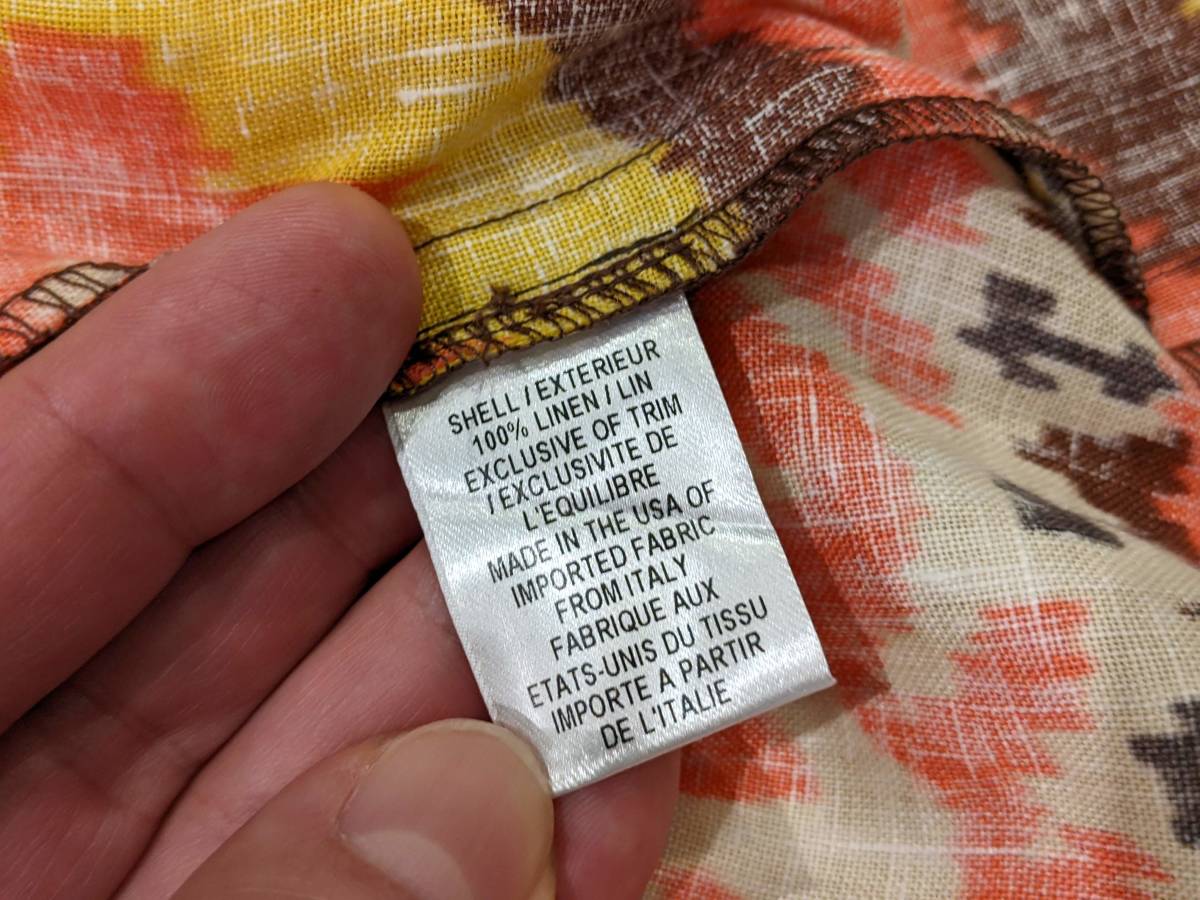 SHELL / EXTERIEUR
100% LINEN / LIN
EXCLUSIVE OF TRIM
/ EXCLUSIVITE DE
L'EQUILIBRE
MADE IN THE USA OF
IMPORTED FABRIC
FROM ITALY
FABRIQUE AUX
ETATS-UNIS DU TISSU
IMPORTE A PARTIR
DE L'ITALIE